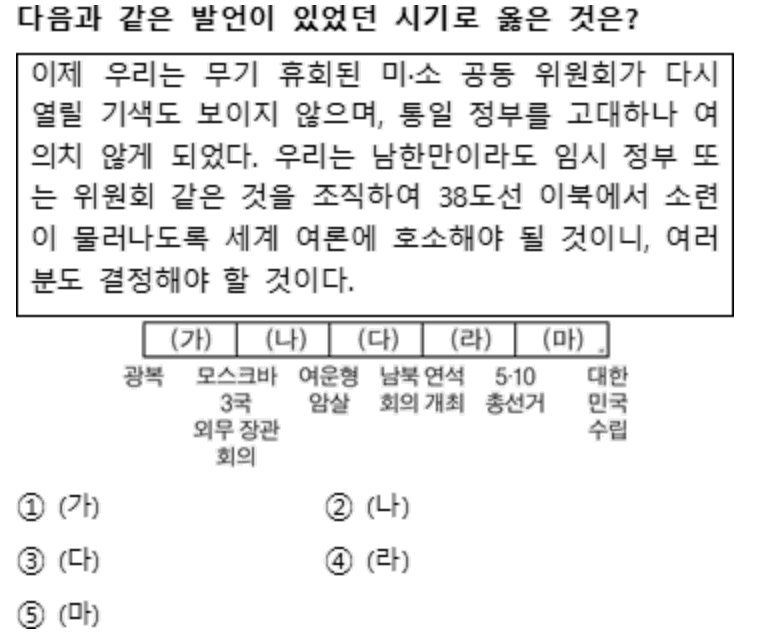 다음과 같은 발언이 있었던 시기로 옳은 것은?
이제 우리는 무기 휴회된 미·소 공동 위원회가 다시
열릴 기색도 보이지 않으며, 통일 정부를 고대하나 여
의치 않게 되었다. 우리는 남한만이라도 임시 정부 또
는 위원회 같은 것을 조직하여 38도선 이북에서 소련
이 물러나도록 세계 여론에 호소해야 될 것이니, 여러
분도 결정해야 할 것이다.
(가) (나) (다) (라) (마)
광복 모스크바 여운형 남북 연석 5·10 대한
3국 암살 회의 개최 총선거 민국
외무 장관 수립
회의
① (가) ② (나)
③ (다) ④ (라)
⑤ (마)